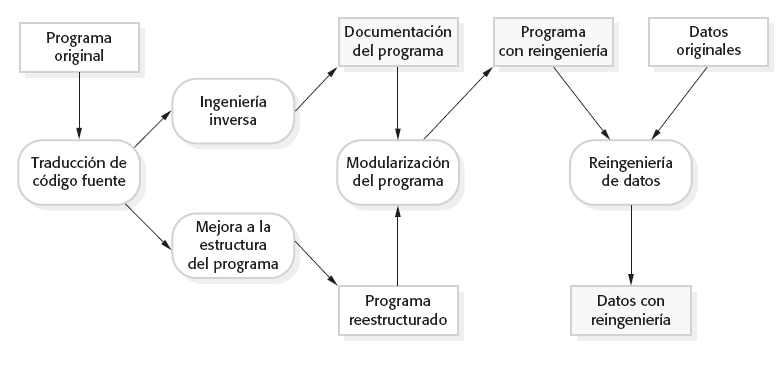 Programa
original
Documentación
del programa
Programa
con reingeniería
Datos
originales
Ingeniería
inversa
Traducción de
código fuente
Modularización
del programa
Reingeniería
de datos
Mejora a la
estructura
del programa
Programa
reestructurado
Datos con
reingeniería